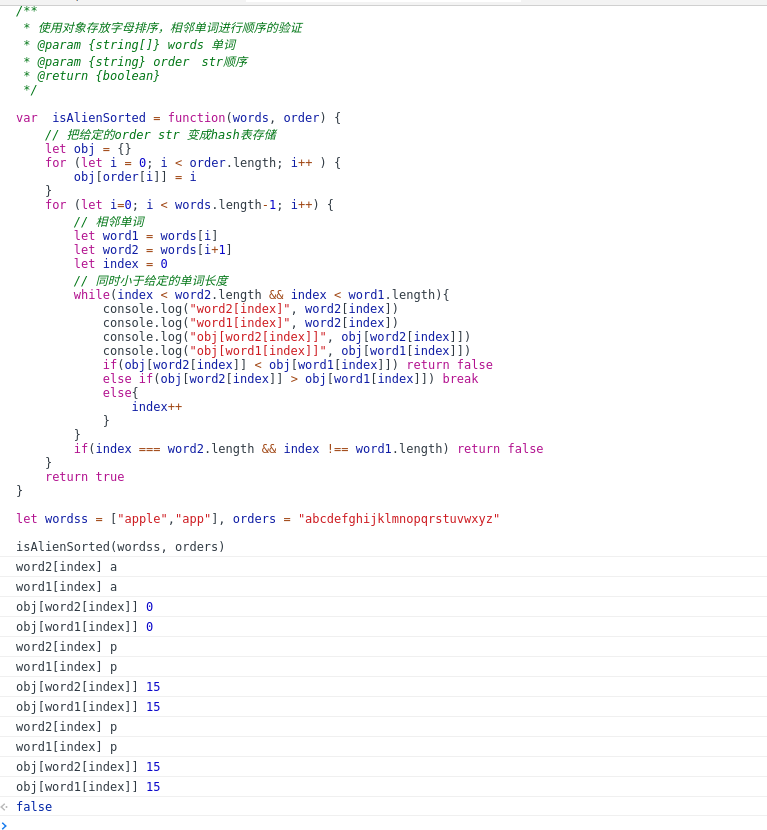 /**
 * 使用对象存放字母排序，相邻单词进行顺序的验证
 * @param {string[]} words 单词
 * @param {string} order  str顺序
 * @return {boolean}
 */

var  isAlienSorted = function(words, order) {
    // 把给定的order str 变成hash表存储
    let obj = {}
    for (let i = 0; i < order.length; i++ ) {
        obj[order[i]] = i
    }
    for (let i=0; i < words.length-1; i++) {
        // 相邻单词
        let word1 = words[i]
        let word2 = words[i+1]
        let index = 0
        // 同时小于给定的单词长度
        while(index < word2.length && index < word1.length){
            console.log("word2[index]", word2[index])
            console.log("word1[index]", word2[index])
            console.log("obj[word2[index]]", obj[word2[index]])
            console.log("obj[word1[index]]", obj[word1[index]])
            if(obj[word2[index]] < obj[word1[index]]) return false
            else if(obj[word2[index]] > obj[word1[index]]) break
            else{
                index++
            }
        }
        if(index === word2.length && index !== word1.length) return false
    }
    return true
}

let wordss = ["apple","app"], orders = "abcdefghijklmnopqrstuvwxyz"

isAlienSorted(wordss, orders)
word2[index] a
word1[index] a
obj[word2[index]] 0
obj[word1[index]] 0
word2[index] p
word1[index] p
obj[word2[index]] 15
obj[word1[index]] 15
word2[index] p
word1[index] p
obj[word2[index]] 15
obj[word1[index]] 15
false